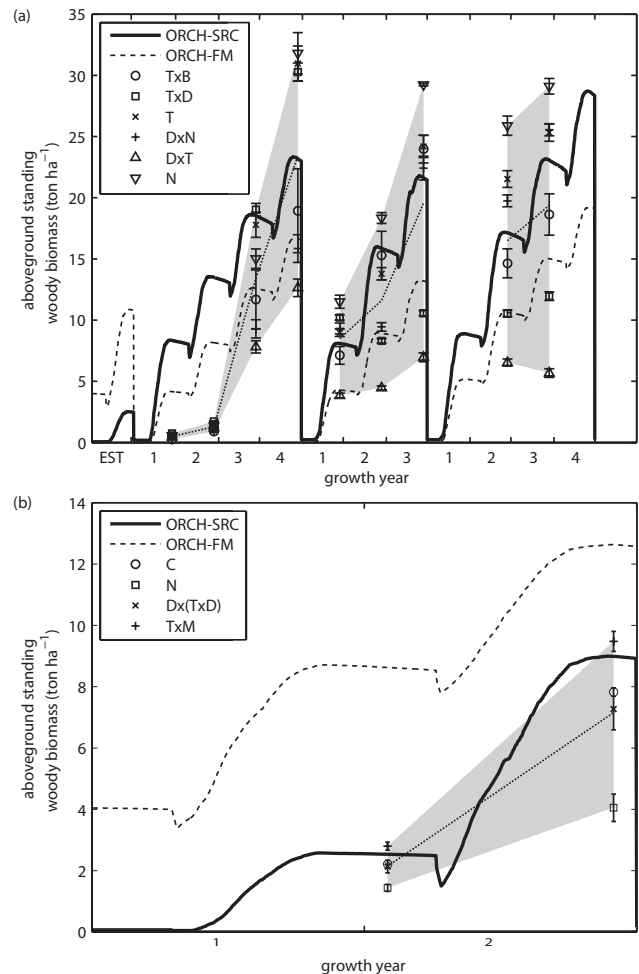 (a)
35
30
25
20
15
10
5
0
aboveground standing
woody biomass (ton ha⁻¹)
ORCH-SRC
ORCH-FM
TxB
TxD
T
DxN
DxT
N
EST 1 2 3 4 1 2 3 1 2 3 4
growth year
(b)
14
12
10
8
6
4
2
0
aboveground standing
woody biomass (ton ha⁻¹)
ORCH-SRC
ORCH-FM
C
N
Dx(TxD)
TxM
1 2
growth year